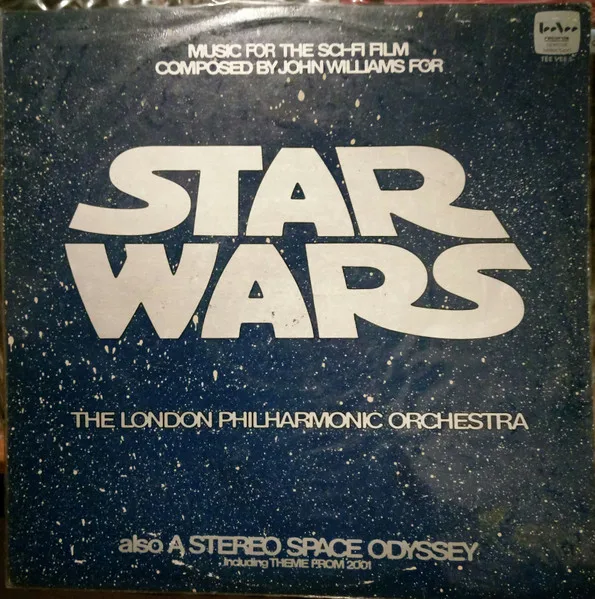 MUSIC FOR THE SCI-FI FILM
COMPOSED BY JOHN WILLIAMS FOR
STAR
WARS
THE LONDON PHILHARMONIC ORCHESTRA
also A STEREO SPACE ODYSSEY
Including THEME FROM 2001